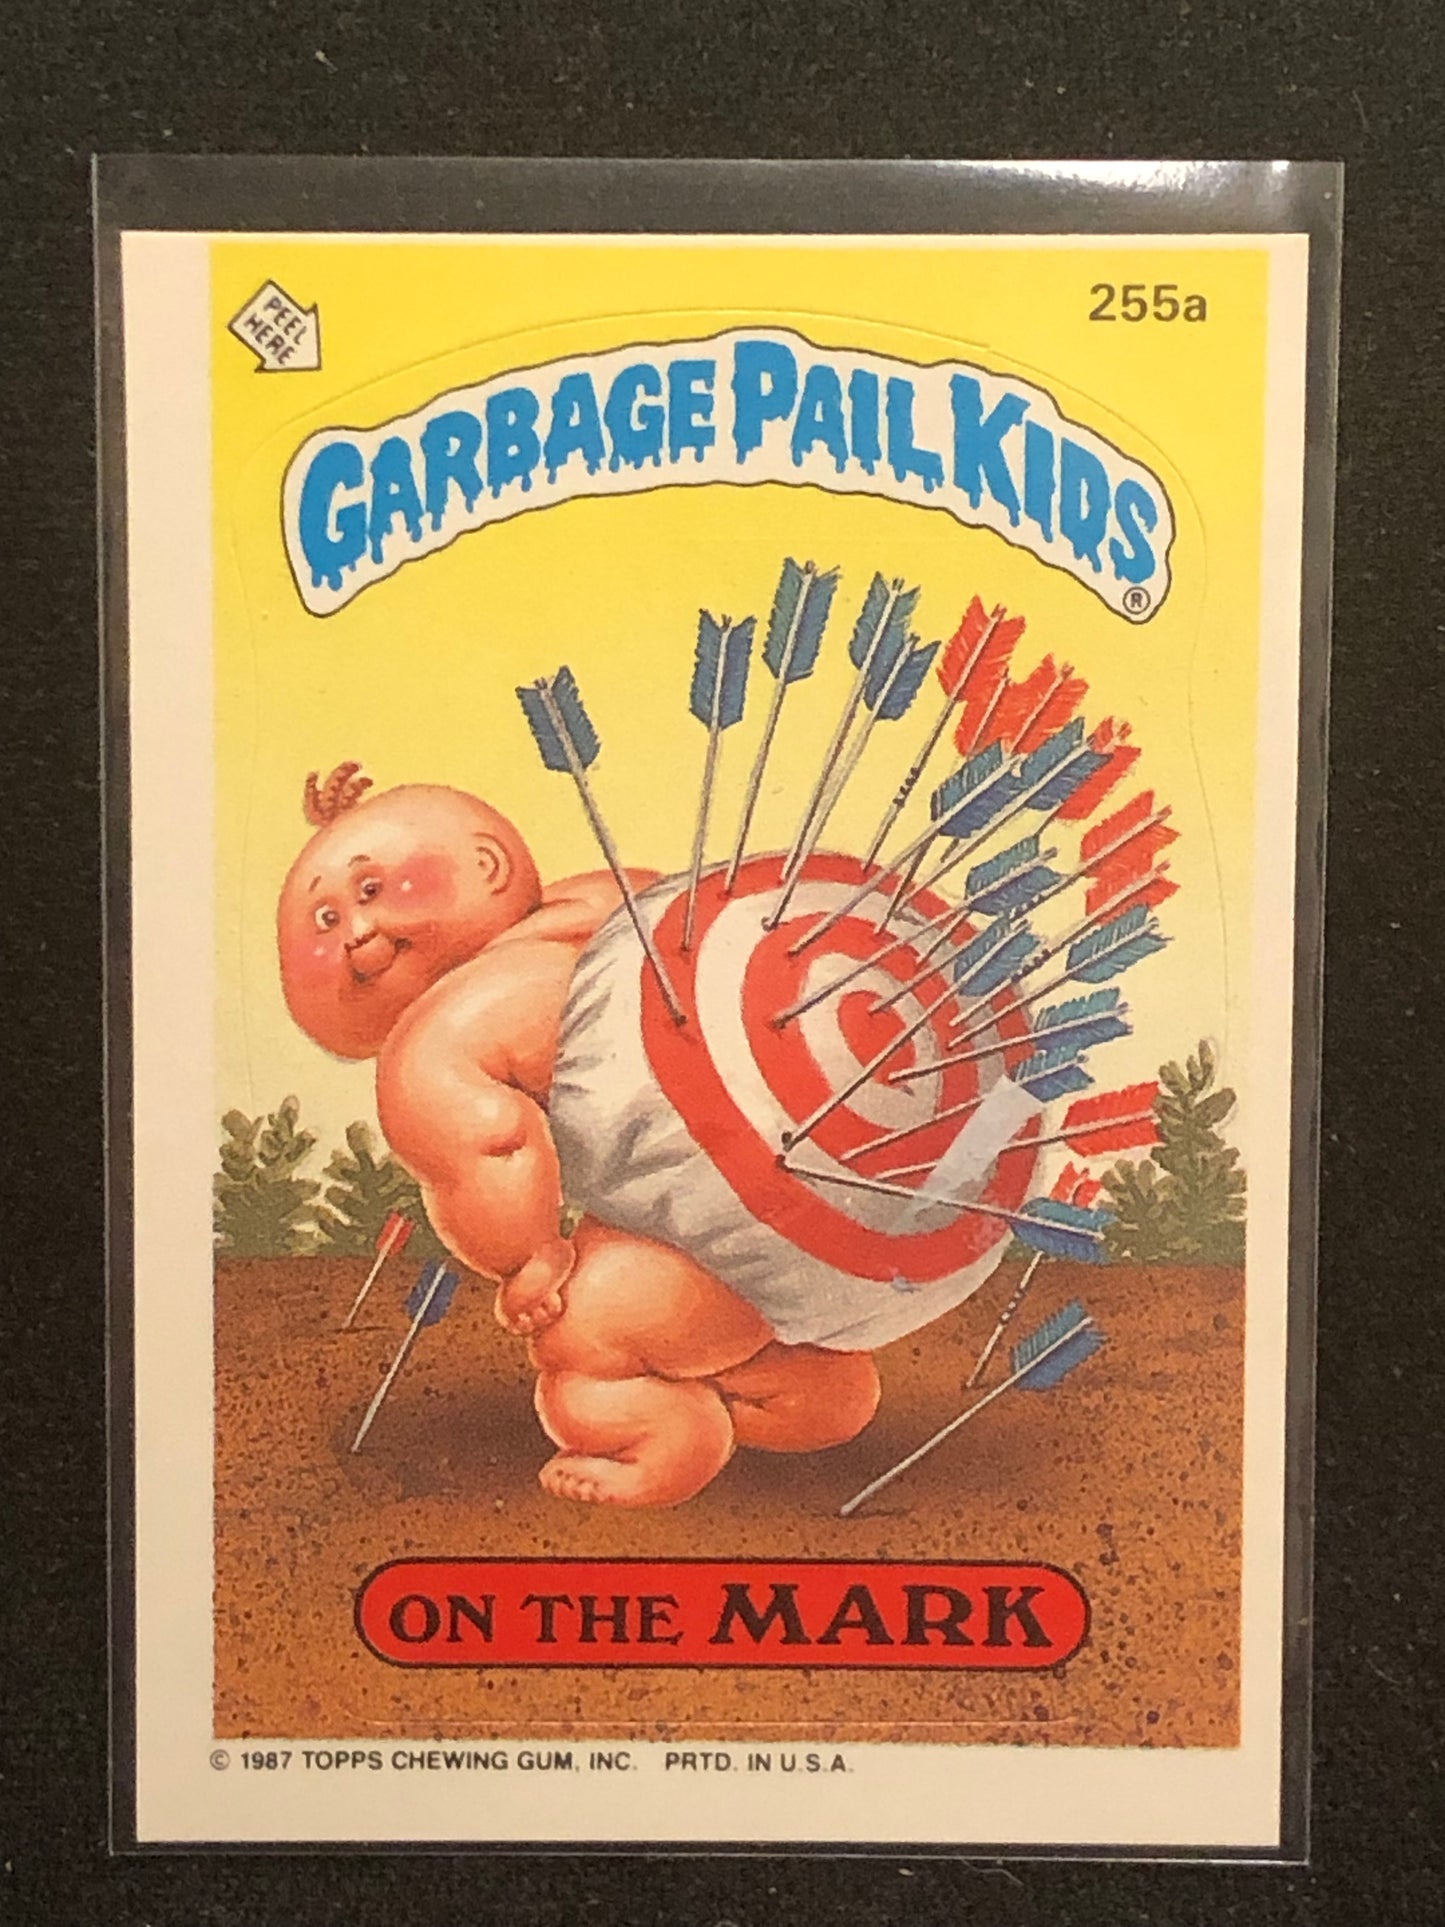 PEEL
HERE
255a
GARBAGE PAIL KIDS
®
ON THE MARK
© 1987 TOPPS CHEWING GUM, INC. PRTD. IN U.S.A.